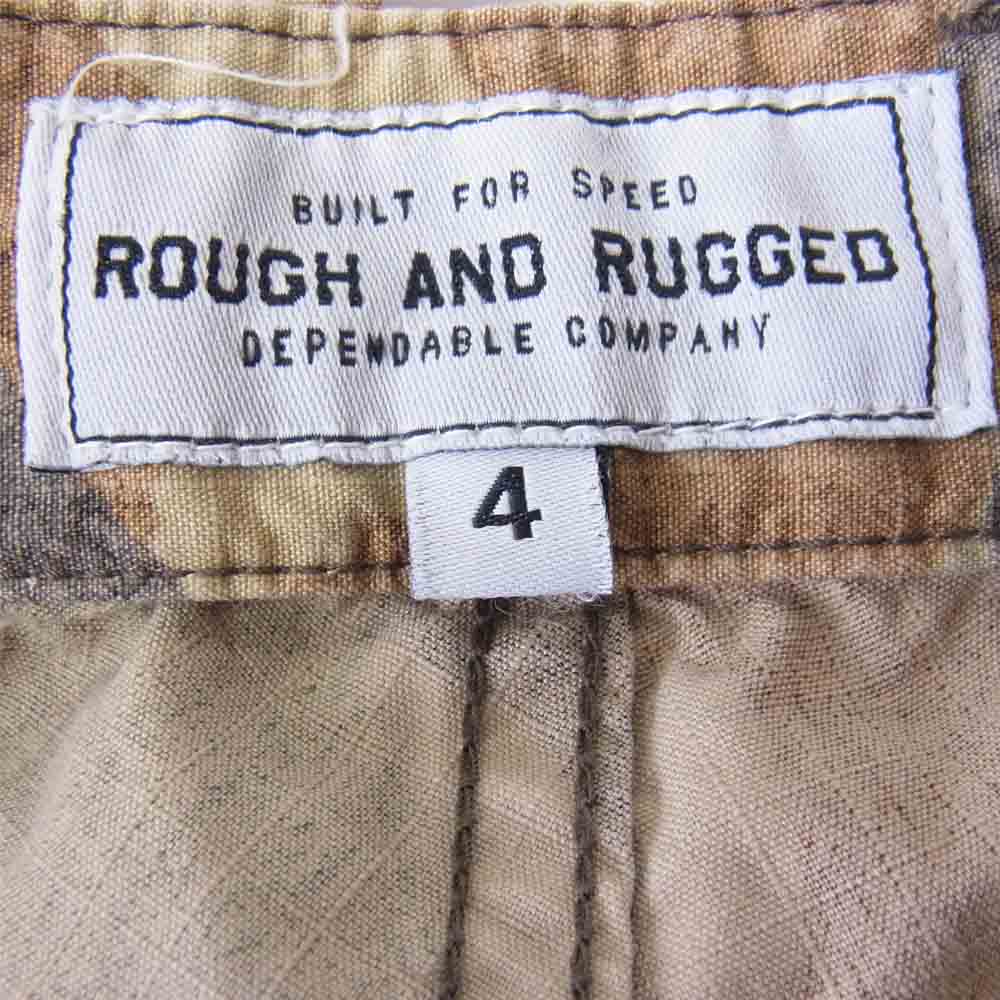 BUILT FOR SPEED
ROUGH AND RUGGED
DEPENDABLE COMPANY
4